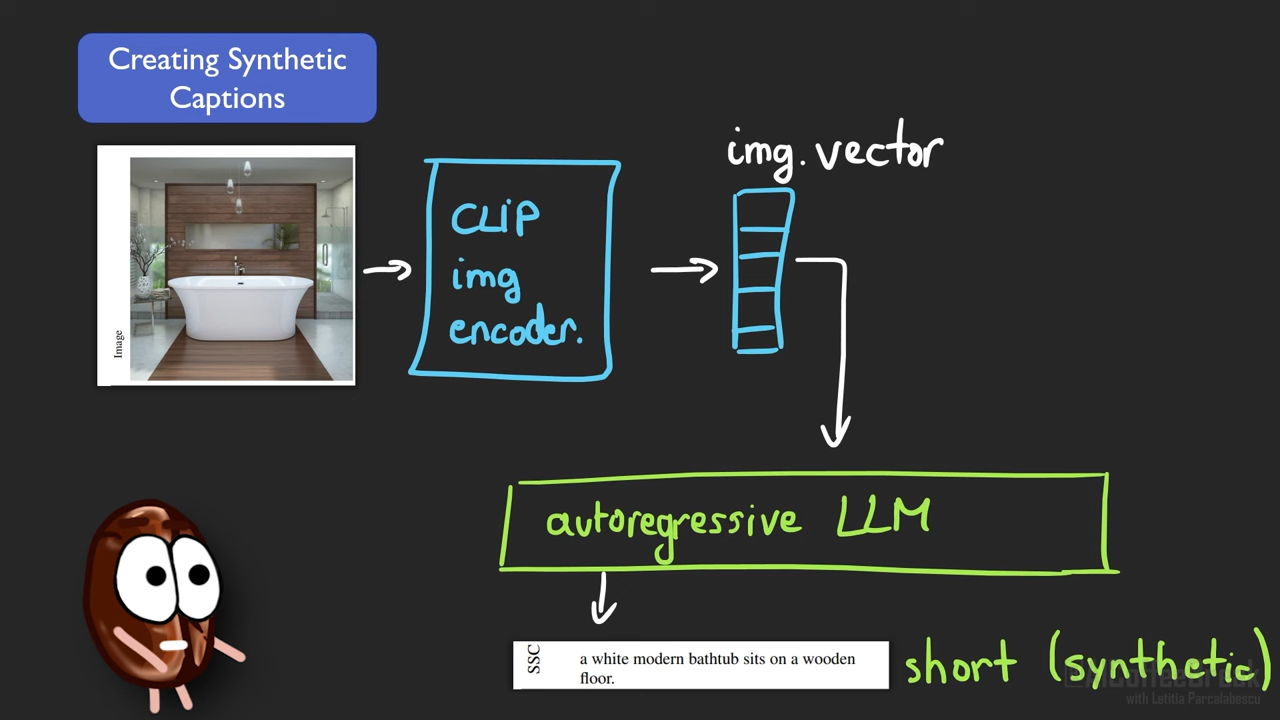 Creating Synthetic
Captions
img. vector
CLIP
img
encoder.
Image
autoregressive LLM
SSC
a white modern bathtub sits on a wooden
floor.
short (synthetic)
with Letitia Parcalabescu